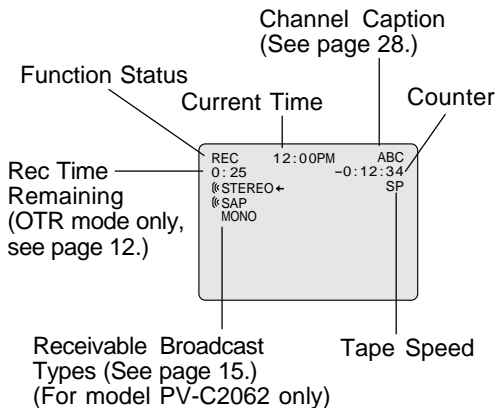 Channel Caption
(See page 28.)
Function Status
Current Time
Counter
REC 12:00PM ABC
0:25 -0:12:34
STEREO SP
SAP
MONO
Rec Time
Remaining
(OTR mode only,
see page 12.)
Receivable Broadcast
Types (See page 15.)
(For model PV-C2062 only)
Tape Speed